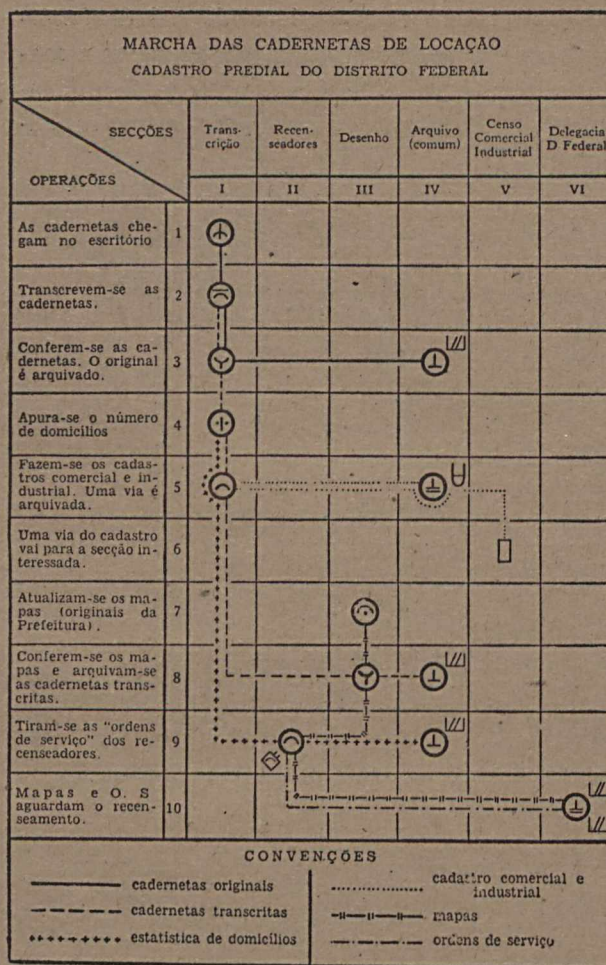 MARCHA DAS CADERNETAS DE LOCAÇÃO
CADASTRO PREDIAL DO DISTRITO FEDERAL
SECÇÕES
OPERAÇÕES
Trans-
crição
Recen-
seadores
Desenho
Arquivo
(comum)
Censo
Comercial
Industrial
Delegacia
D Federal
I II III IV V VI
As cadernetas che-
gam no escritório
1
Transcrevem-se as
cadernetas.
2
Conferem-se as ca-
dernetas. O original
é arquivado.
3
Apura-se o número
de domicílios
4
Fazem-se os cadas-
tros comercial e in-
dustrial. Uma via é
arquivada.
5
Uma via do cadastro
vai para a secção in-
teressada.
6
Atualizam-se os ma-
pas (originais da
Prefeitura).
7
Conferem-se os ma-
pas e arquivam-se
as cadernetas trans-
critas.
8
Tiram-se as "ordens
de serviço" dos re-
censeadores.
9
Mapas e O. S
aguardam o recen-
seamento.
10
CONVENÇÕES
cadernetas originais
cadernetas transcritas
estatística de domicílios
cadastro comercial e
industrial
mapas
ordens de serviço